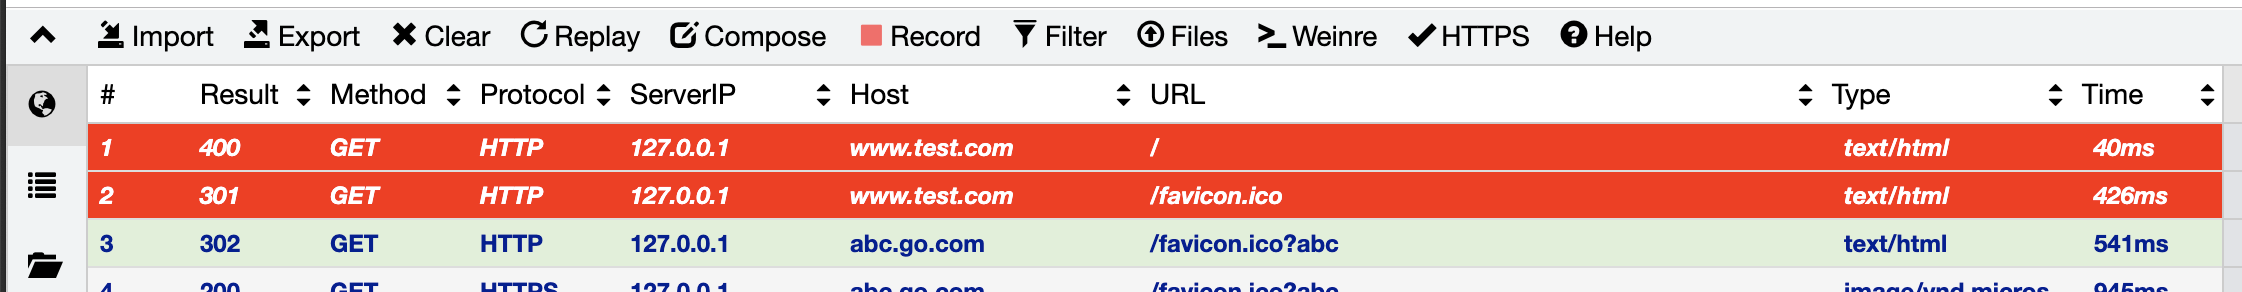 Import Export Clear Replay Compose Record Filter Files Weinre HTTPS Help
# Result Method Protocol ServerIP Host URL Type Time
1 400 GET HTTP 127.0.0.1 www.test.com / text/html 40ms
2 301 GET HTTP 127.0.0.1 www.test.com /favicon.ico text/html 426ms
3 302 GET HTTP 127.0.0.1 abc.go.com /favicon.ico?abc text/html 541ms
4 200 GET HTTPS 127.0.0.1 abc.go.com /favicon.ico?abc image/vnd.micros 945ms